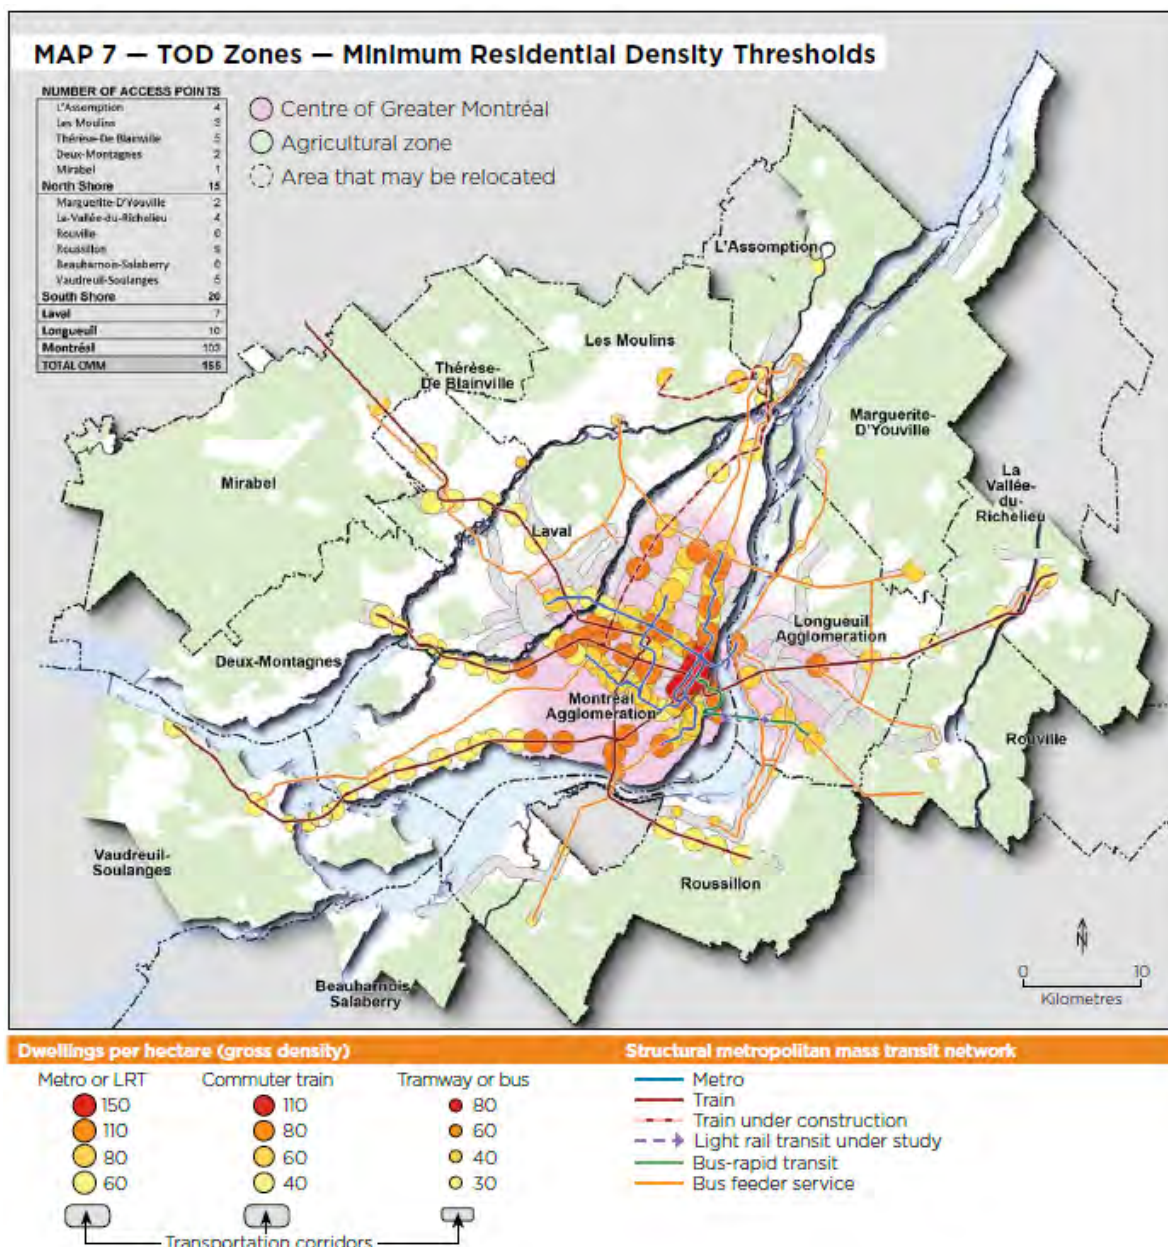 MAP 7 — TOD Zones — Minimum Residential Density Thresholds
NUMBER OF ACCESS POINTS
L'Assomption 4
Les Moulins 3
Thérèse-De Blainville 5
Deux-Montagnes 2
Mirabel 1
North Shore 15
Marguerite-D'Youville 2
La-Vallée-du-Richelieu 4
Rouville 0
Roussillon 9
Beauharnois-Salaberry 0
Vaudreuil-Soulanges 5
South Shore 20
Laval 7
Longueuil 10
Montréal 103
TOTAL CMM 155
Centre of Greater Montréal
Agricultural zone
Area that may be relocated
L'Assomption
Les Moulins
Thérèse-
De Blainville
Marguerite-
D'Youville
La
Vallée-
du-
Richelieu
Mirabel
Laval
Longueuil
Agglomeration
Deux-Montagnes
Montréal
Agglomeration
Rouville
Vaudreuil-
Soulanges
Roussillon
Beauharnois
Salaberry
N
0 10
Kilometres
Dwellings per hectare (gross density)
Structural metropolitan mass transit network
Metro or LRT
150
110
80
60
Commuter train
110
80
60
40
Tramway or bus
80
60
40
30
Transportation corridors
Metro
Train
Train under construction
Light rail transit under study
Bus-rapid transit
Bus feeder service